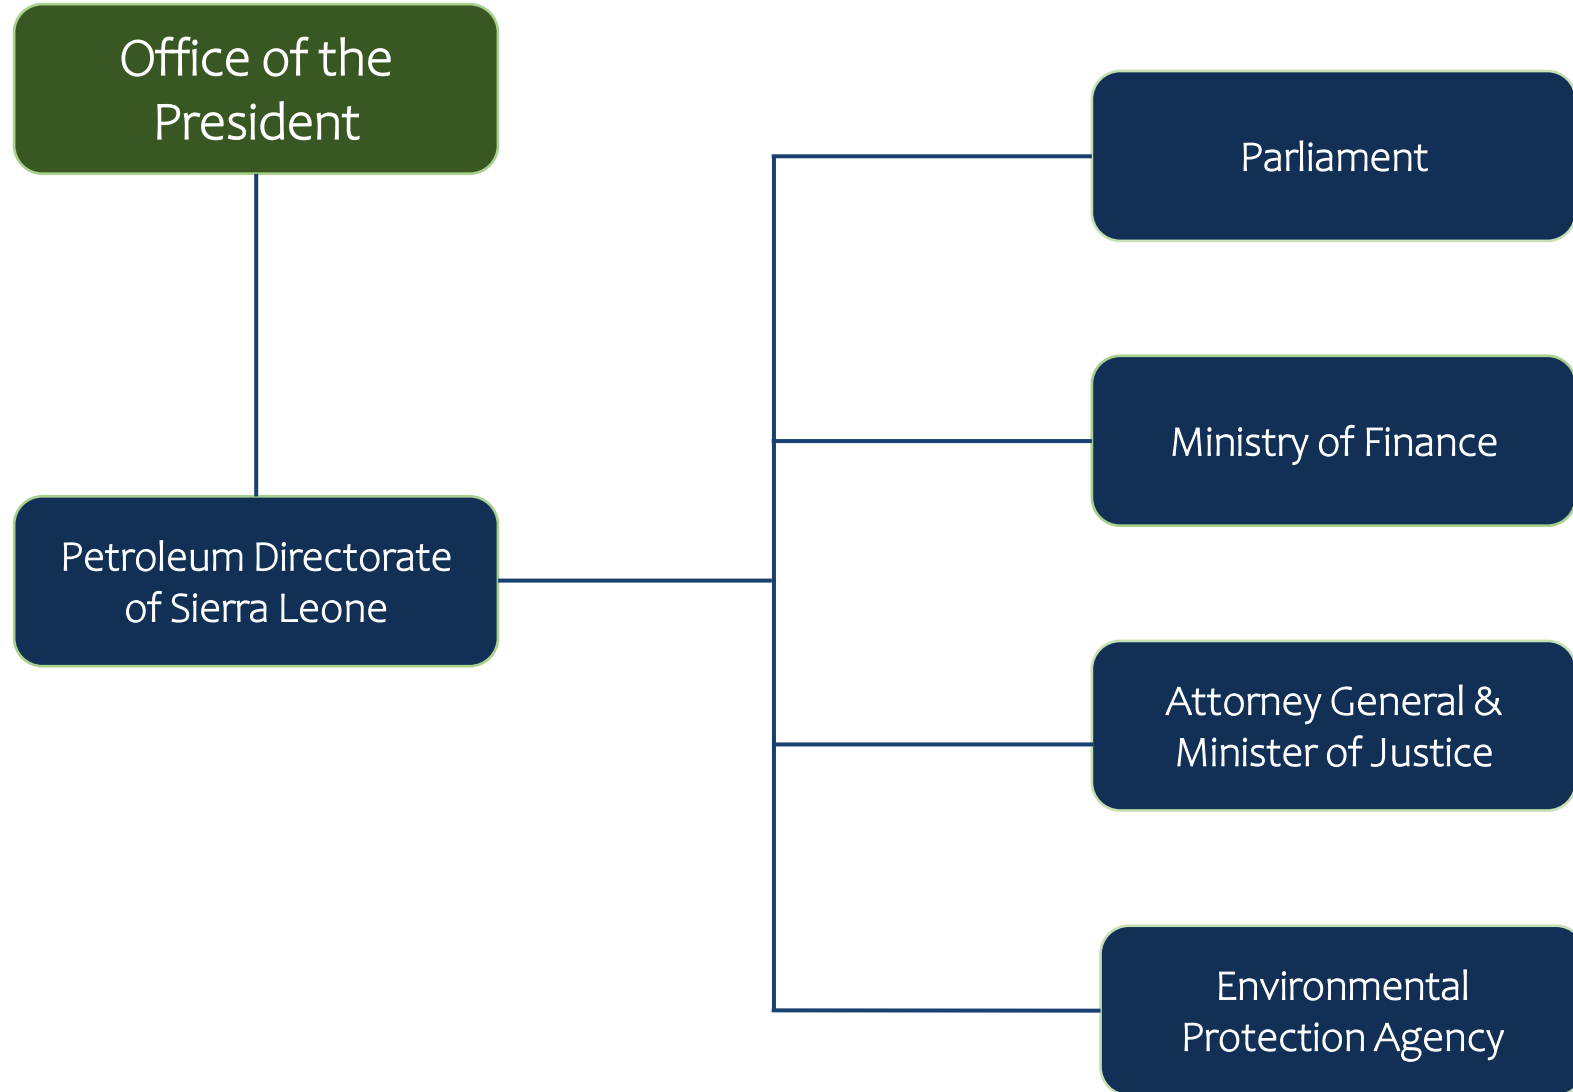 Office of the
President
Parliament
Ministry of Finance
Petroleum Directorate
of Sierra Leone
Attorney General &
Minister of Justice
Environmental
Protection Agency